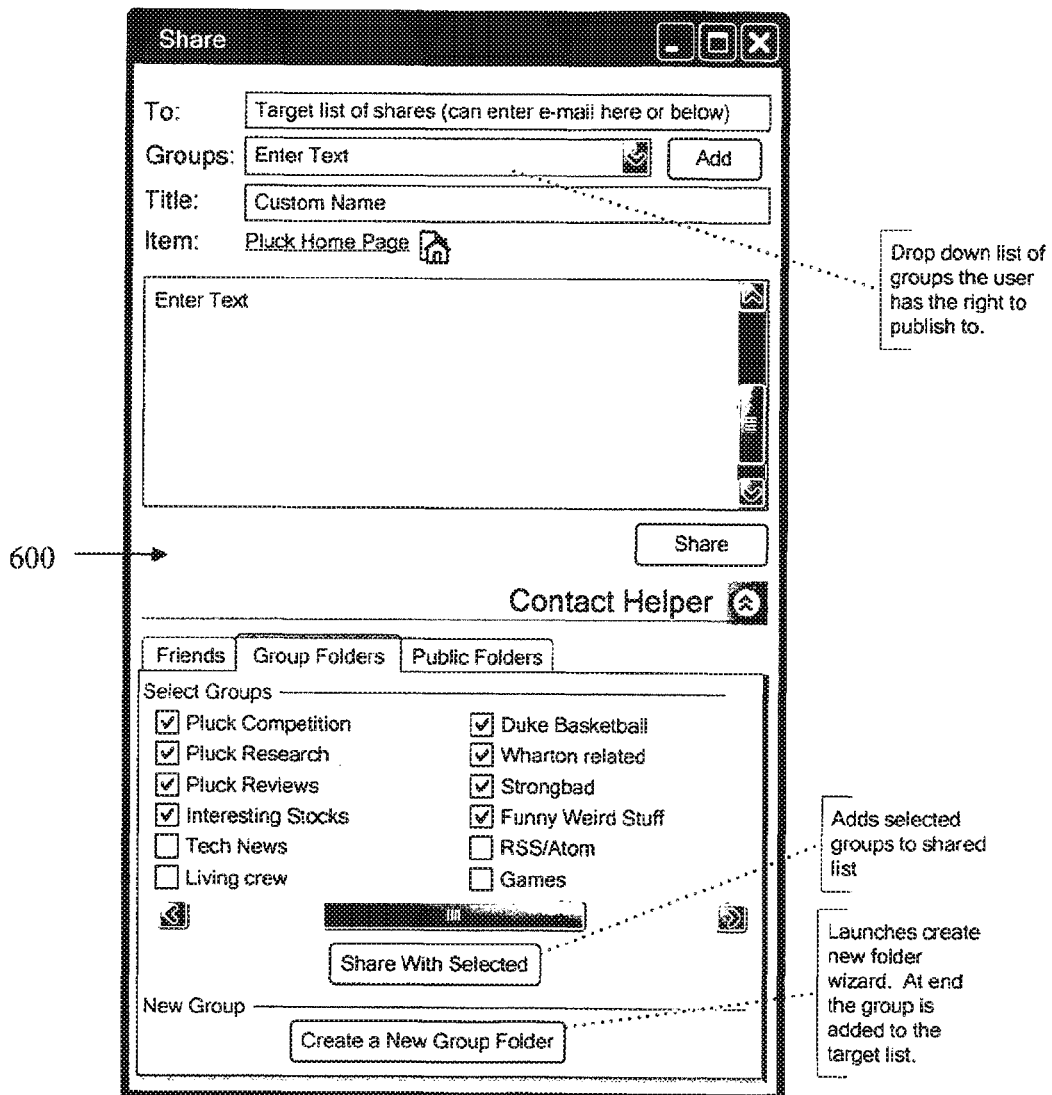 Share
To: Target list of shares (can enter e-mail here or below)
Groups: Enter Text Add
Title: Custom Name
Item: Pluck Home Page
Enter Text
Drop down list of
groups the user
has the right to
publish to.
600
Share
Contact Helper
Friends Group Folders Public Folders
Select Groups
Pluck Competition Duke Basketball
Pluck Research Wharton related
Pluck Reviews Strongbad
Interesting Stocks Funny Weird Stuff
Tech News RSS/Atom
Living crew Games
Adds selected
groups to shared
list
Share With Selected
New Group
Create a New Group Folder
Launches create
new folder
wizard. At end
the group is
added to the
target list.